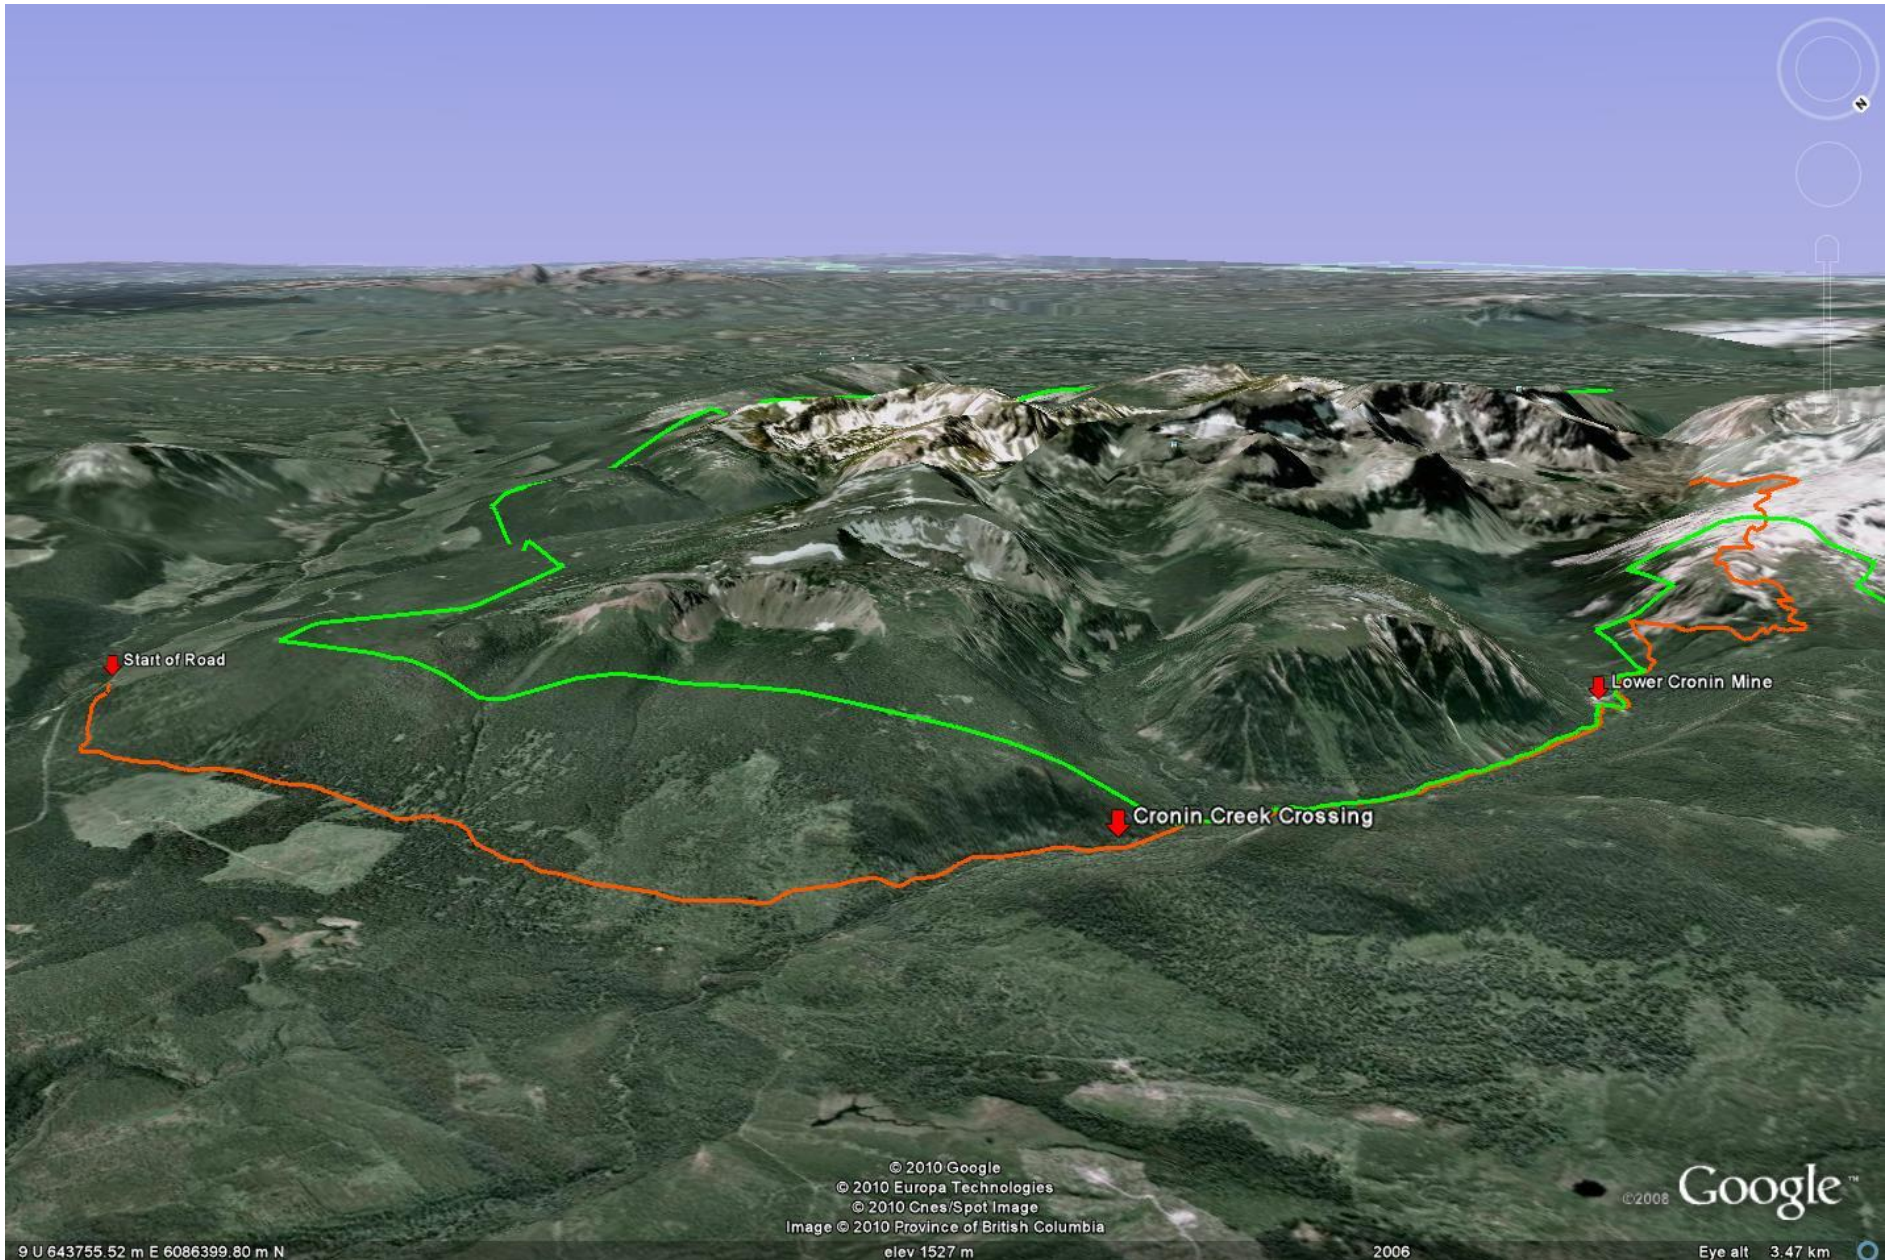 N
Start of Road
Lower Cronin Mine
Cronin Creek Crossing
© 2010 Google
© 2010 Europa Technologies
© 2010 Cnes/Spot Image
Image © 2010 Province of British Columbia
©2008 Google™
9 U 643755.52 m E 6086399.80 m N elev 1527 m 2006 Eye alt 3.47 km